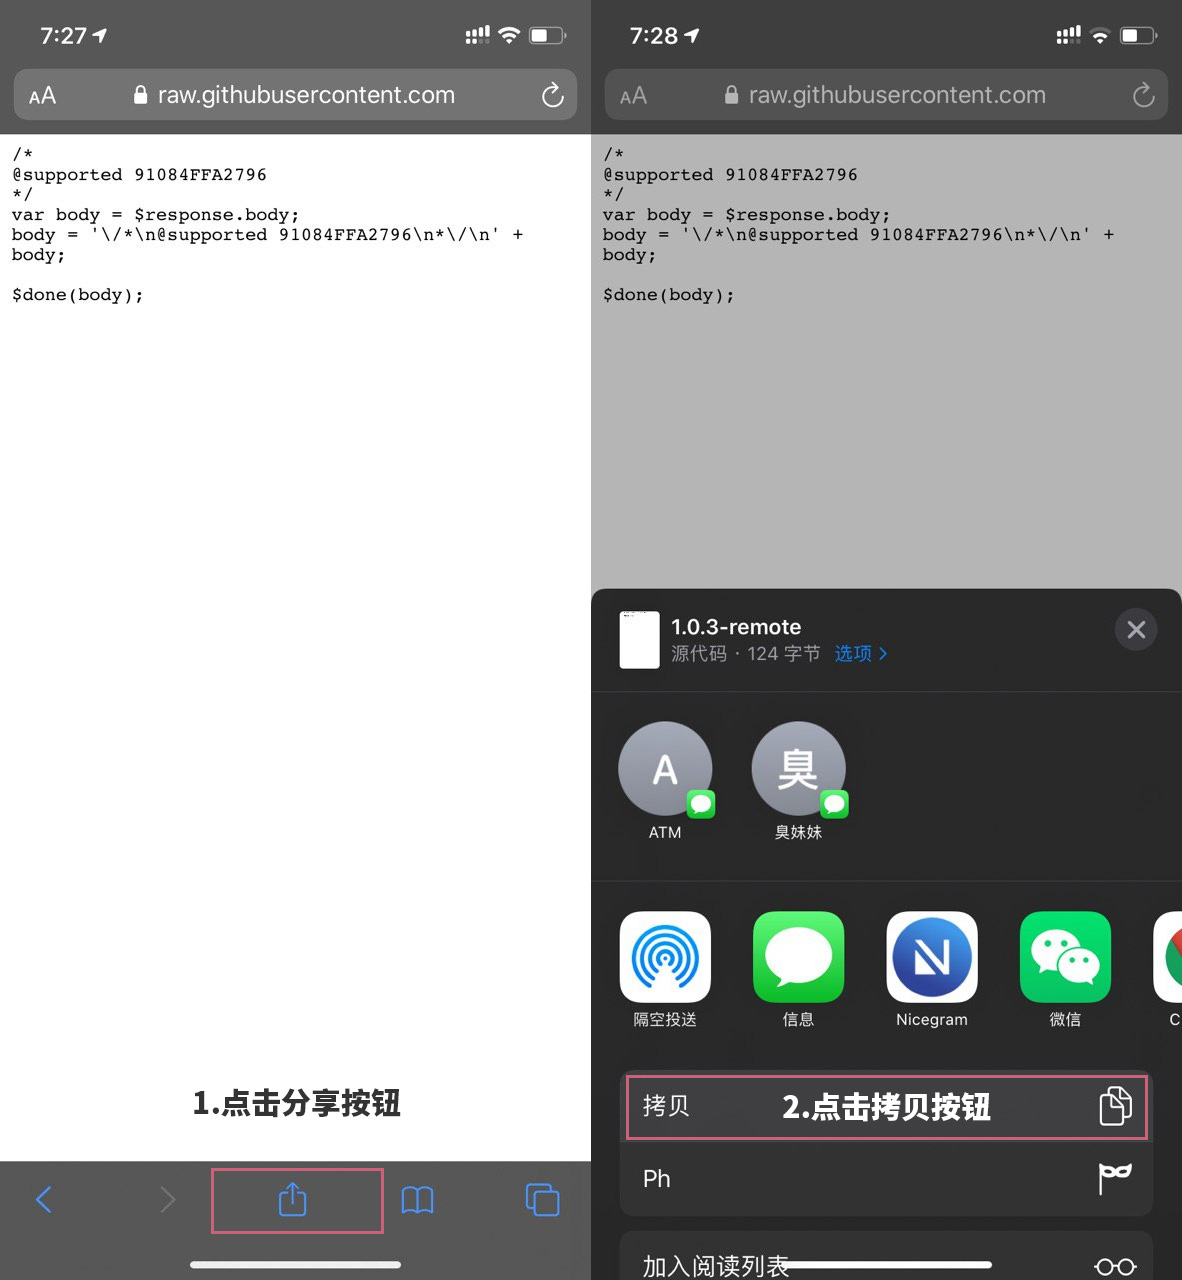 7:27
AA raw.githubusercontent.com
/*
@supported 91084FFA2796
*/
var body = $response.body;
body = '\/*\n@supported 91084FFA2796\n*\/\n' +
body;
$done(body);
1.点击分享按钮
7:28
AA raw.githubusercontent.com
/*
@supported 91084FFA2796
*/
var body = $response.body;
body = '\/*\n@supported 91084FFA2796\n*\/\n' +
body;
$done(body);
1.0.3-remote
源代码 · 124 字节 选项 >
A 臭
ATM 臭妹妹
隔空投送 信息 Nicegram 微信 C
拷贝 2.点击拷贝按钮
Ph
加入阅读列表